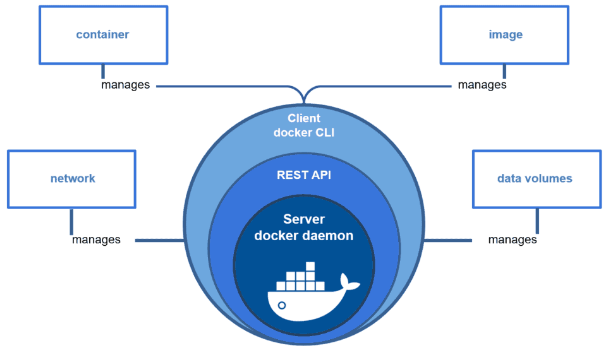 container
image
manages
manages
Client
docker CLI
REST API
network
data volumes
Server
docker daemon
manages
manages